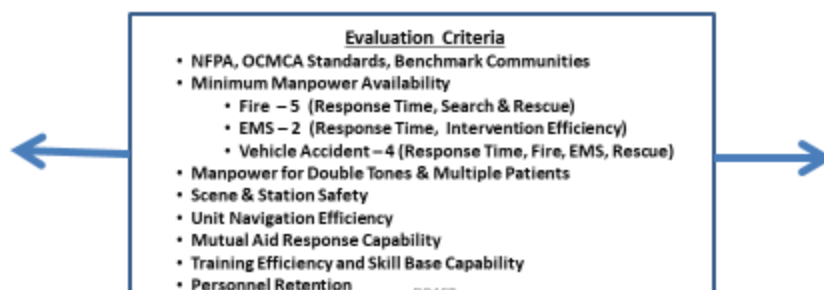 Evaluation Criteria
• NFPA, OCMCA Standards, Benchmark Communities
• Minimum Manpower Availability
• Fire – 5 (Response Time, Search & Rescue)
• EMS – 2 (Response Time, Intervention Efficiency)
• Vehicle Accident – 4 (Response Time, Fire, EMS, Rescue)
• Manpower for Double Tones & Multiple Patients
• Scene & Station Safety
• Unit Navigation Efficiency
• Mutual Aid Response Capability
• Training Efficiency and Skill Base Capability
• Personnel Retention